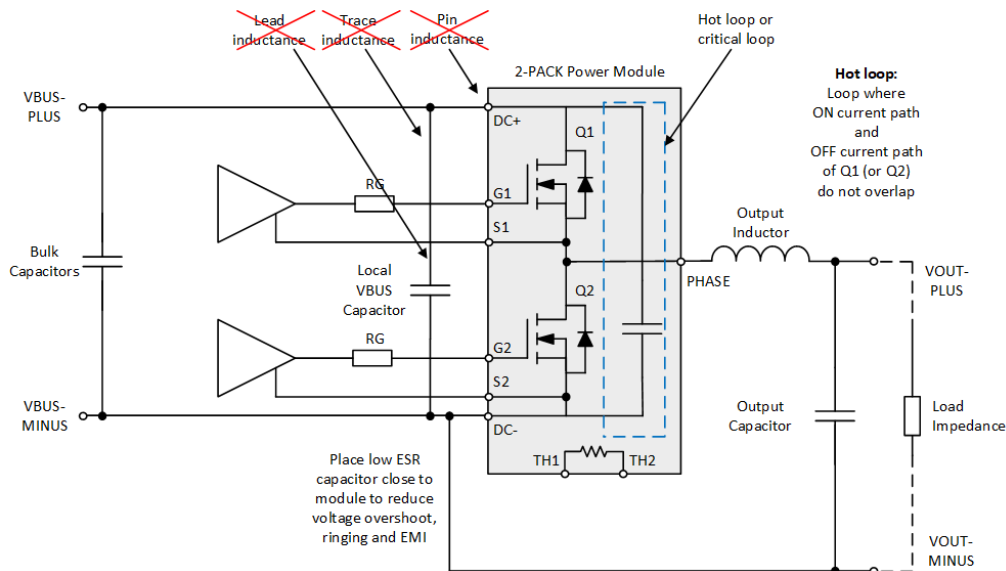 Lead
inductance
Trace
inductance
Pin
inductance
Hot loop or
critical loop
2-PACK Power Module
Hot loop:
Loop where
ON current path
and
OFF current path
of Q1 (or Q2)
do not overlap
VBUS-
PLUS
DC+
Q1
RG
G1
S1
Output
Inductor
Bulk
Capacitors
Local
VBUS
Capacitor
PHASE
VOUT-
PLUS
Q2
RG
G2
S2
VBUS-
MINUS
DC-
Output
Capacitor
Load
Impedance
Place low ESR
capacitor close to
module to reduce
voltage overshoot,
ringing and EMI
TH1
TH2
VOUT-
MINUS